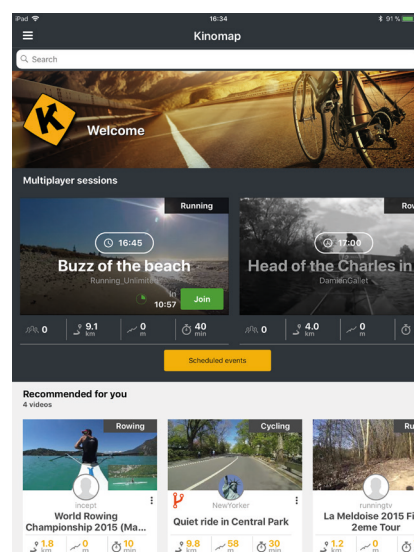 iPad 16:34 91 %
Kinomap
Search
K
Welcome
Multiplayer sessions
Running
16:45
Buzz of the beach
Running_Unlimited
in
10:57
Join
0
9.1
km
0
m
40
min
Row
17:00
Head of the Charles in
DamienGallet
0
4.0
km
0
m
Scheduled events
Recommended for you
4 videos
Rowing
incept
World Rowing
Championship 2015 (Ma...
1.8
km
0
m
10
min
Cycling
NewYorker
Quiet ride in Central Park
9.8
km
58
m
30
min
Ru
runningtv
La Meldoise 2015 Fi
2eme Tour
1.2
km
0
m